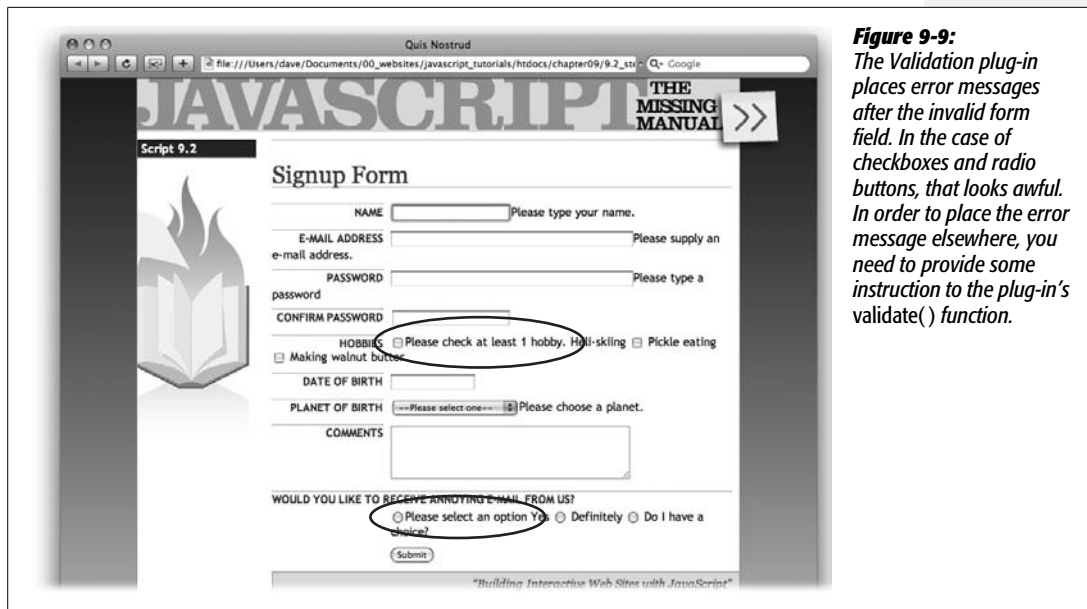 Quis Nostrud
file:///Users/dave/Documents/00_websites/javascript_tutorials/htdocs/chapter09/9.2_ste
Google
JAVASCRIPT
THE
MISSING
MANUAL
>>
Script 9.2
Signup Form
NAME Please type your name.
E-MAIL ADDRESS Please supply an
e-mail address.
PASSWORD Please type a
password
CONFIRM PASSWORD
HOBBIES Please check at least 1 hobby. Heli-skiing Pickle eating
Making walnut butter
DATE OF BIRTH
PLANET OF BIRTH --Please select one-- Please choose a planet.
COMMENTS
WOULD YOU LIKE TO RECEIVE ANNOYING E-MAIL FROM US?
Please select an option Yes Definitely Do I have a
choice?
Submit
"Building Interactive Web Sites with JavaScript"
Figure 9-9:
The Validation plug-in
places error messages
after the invalid form
field. In the case of
checkboxes and radio
buttons, that looks awful.
In order to place the error
message elsewhere, you
need to provide some
instruction to the plug-in's
validate( ) function.